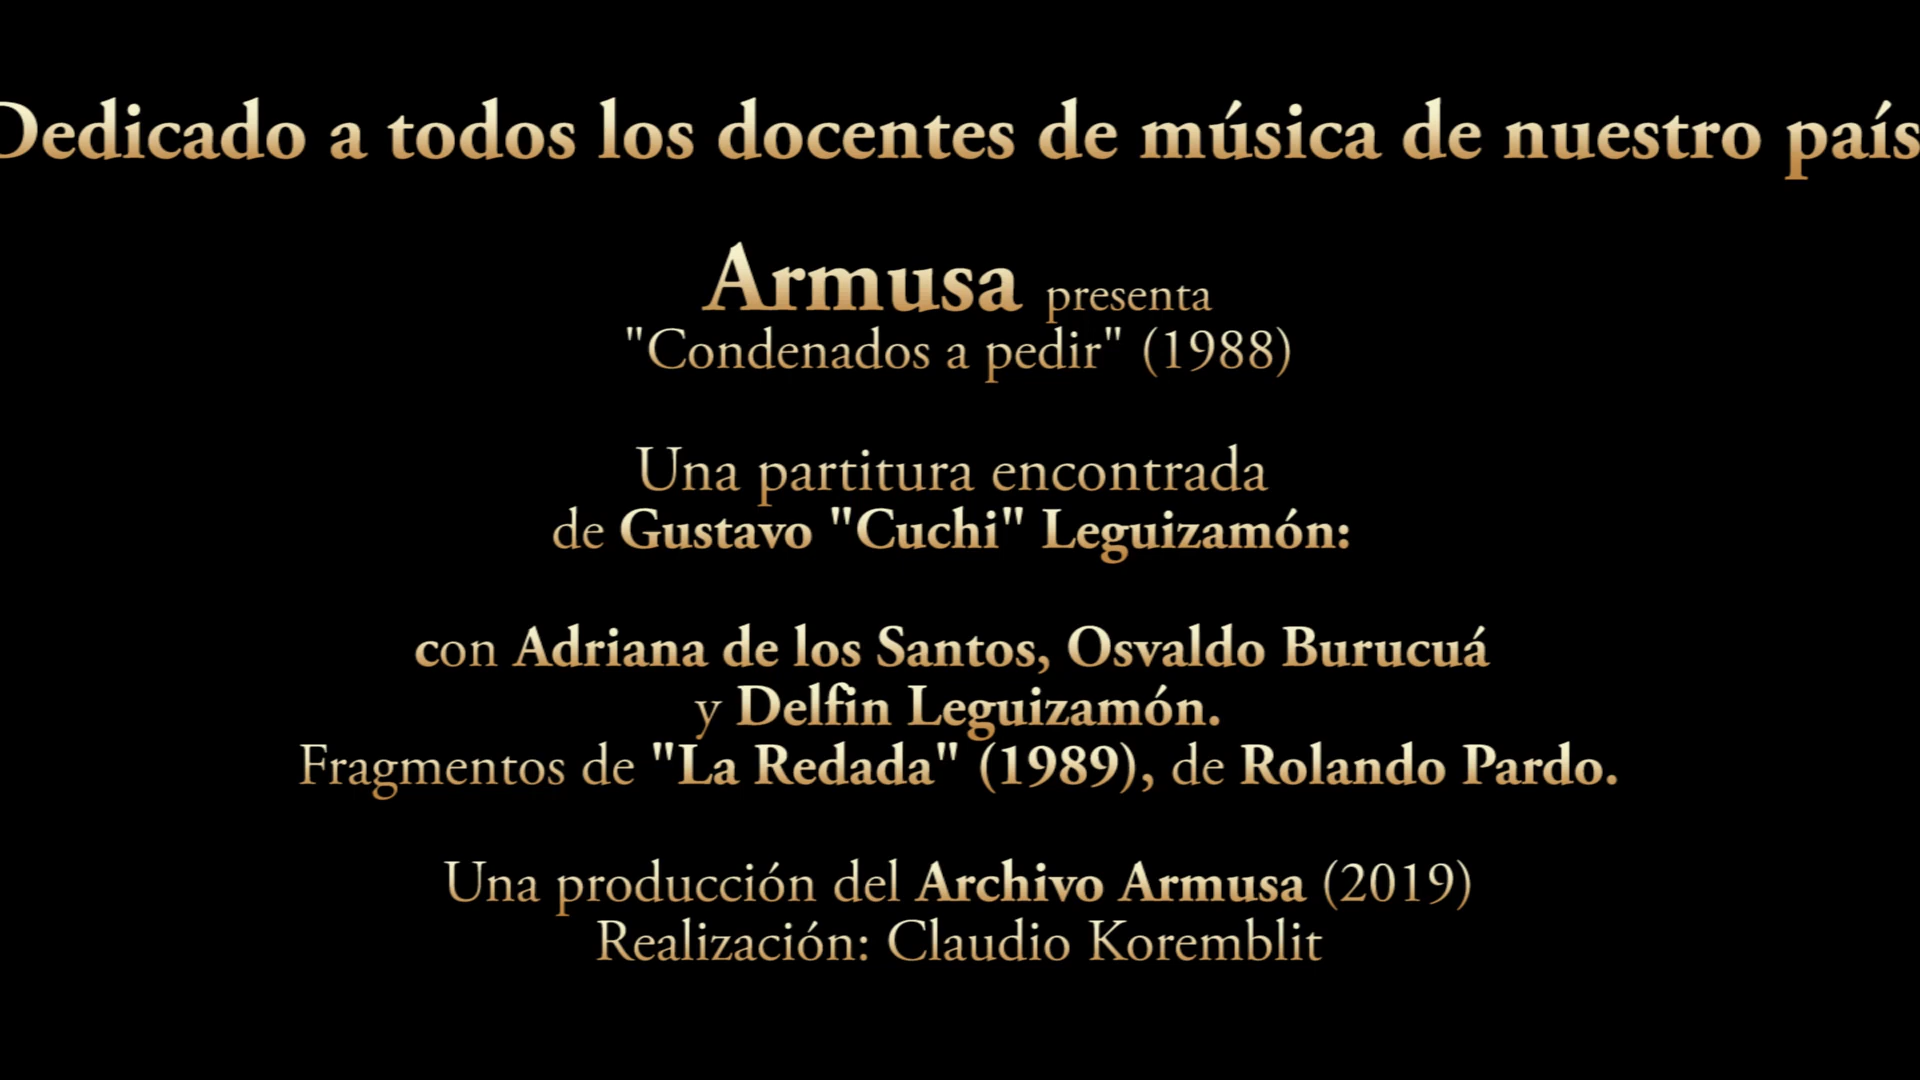 Dedicado a todos los docentes de música de nuestro país
Armusa presenta
"Condenados a pedir" (1988)
Una partitura encontrada
de Gustavo "Cuchi" Leguizamón:
con Adriana de los Santos, Osvaldo Burucuá
y Delfin Leguizamón.
Fragmentos de "La Redada" (1989), de Rolando Pardo.
Una producción del Archivo Armusa (2019)
Realización: Claudio Koremblit